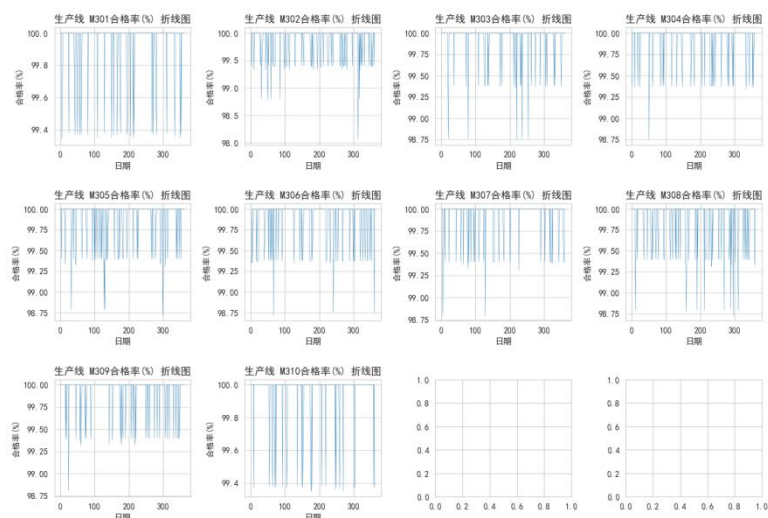 生产线 M301合格率(%) 折线图
合格率(%)
100.0
99.8
99.6
99.4
0 100 200 300
日期
生产线 M302合格率(%) 折线图
合格率(%)
100.0
99.5
99.0
98.5
98.0
0 100 200 300
日期
生产线 M303合格率(%) 折线图
合格率(%)
100.00
99.75
99.50
99.25
99.00
98.75
0 100 200 300
日期
生产线 M304合格率(%) 折线图
合格率(%)
100.00
99.75
99.50
99.25
99.00
98.75
0 100 200 300
日期
生产线 M305合格率(%) 折线图
合格率(%)
100.00
99.75
99.50
99.25
99.00
98.75
0 100 200 300
日期
生产线 M306合格率(%) 折线图
合格率(%)
100.00
99.75
99.50
99.25
99.00
98.75
0 100 200 300
日期
生产线 M307合格率(%) 折线图
合格率(%)
100.00
99.75
99.50
99.25
99.00
98.75
0 100 200 300
日期
生产线 M308合格率(%) 折线图
合格率(%)
100.00
99.75
99.50
99.25
99.00
98.75
0 100 200 300
日期
生产线 M309合格率(%) 折线图
合格率(%)
100.00
99.75
99.50
99.25
99.00
98.75
0 100 200 300
日期
生产线 M310合格率(%) 折线图
合格率(%)
100.0
99.8
99.6
99.4
0 100 200 300
日期
1.0
0.8
0.6
0.4
0.2
0.0
0.0 0.2 0.4 0.6 0.8 1.0
1.0
0.8
0.6
0.4
0.2
0.0
0.0 0.2 0.4 0.6 0.8 1.0